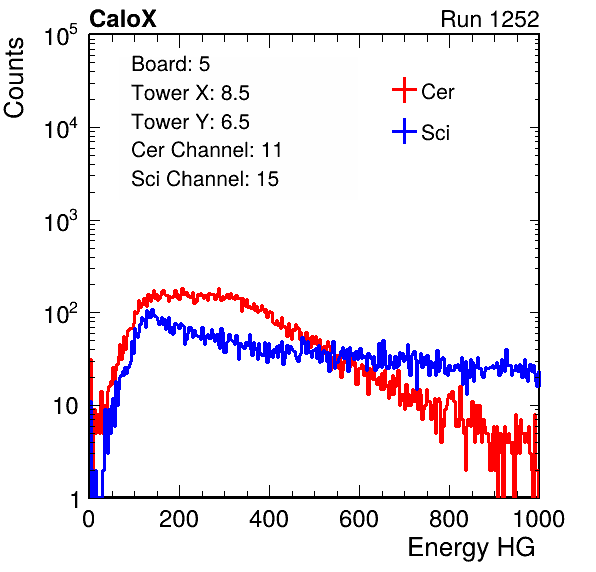 CaloX Run 1252
Counts
10^5
10^4
10^3
10^2
10
1
Board: 5
Tower X: 8.5
Tower Y: 6.5
Cer Channel: 11
Sci Channel: 15
Cer
Sci
0 200 400 600 800 1000
Energy HG